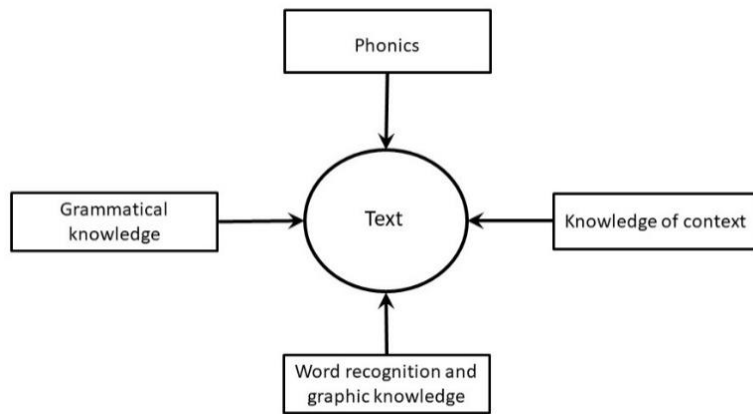 Phonics
Grammatical
knowledge
Text
Knowledge of context
Word recognition and
graphic knowledge